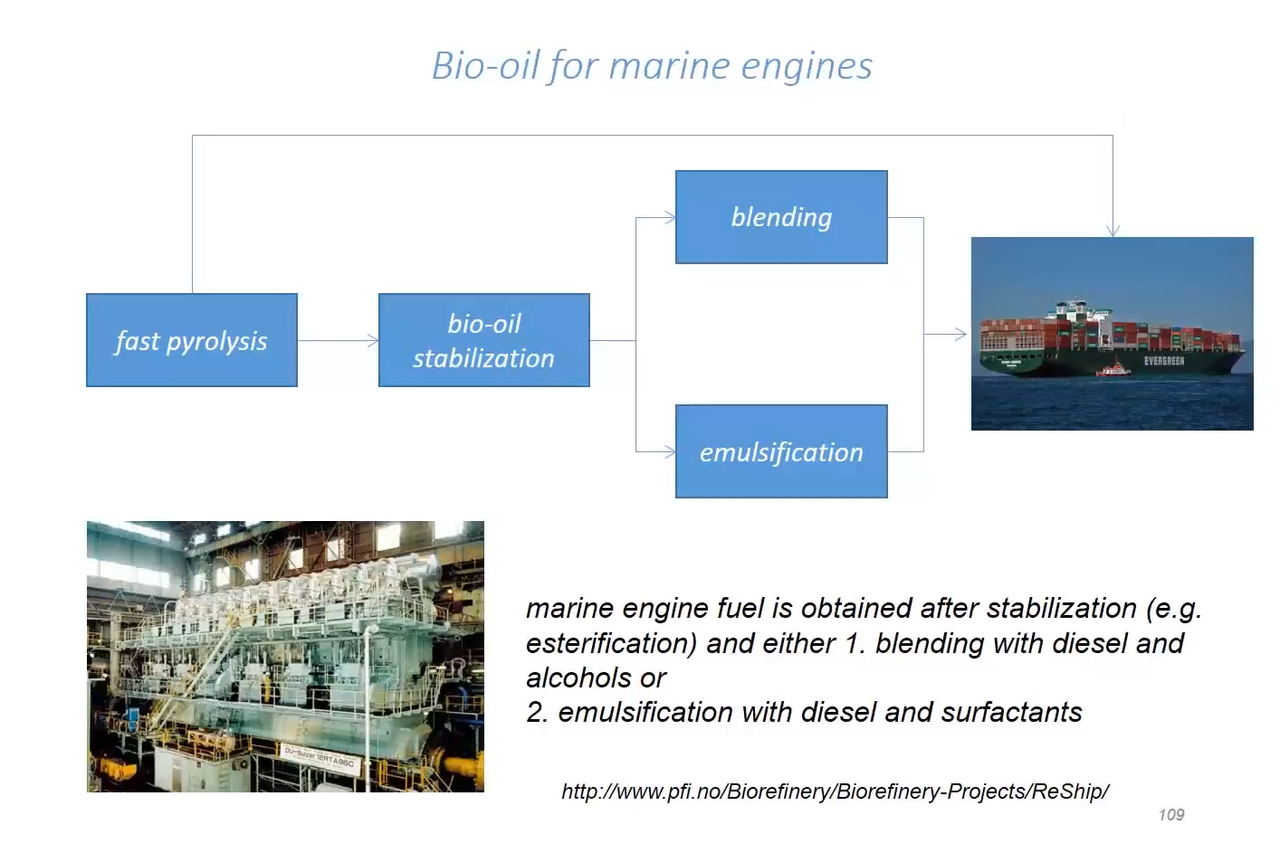 Bio-oil for marine engines
blending
fast pyrolysis
bio-oil
stabilization
EVERGREEN
emulsification
DU-Sulzer 12RTA96C
marine engine fuel is obtained after stabilization (e.g.
esterification) and either 1. blending with diesel and
alcohols or
2. emulsification with diesel and surfactants
http://www.pfi.no/Biorefinery/Biorefinery-Projects/ReShip/
109